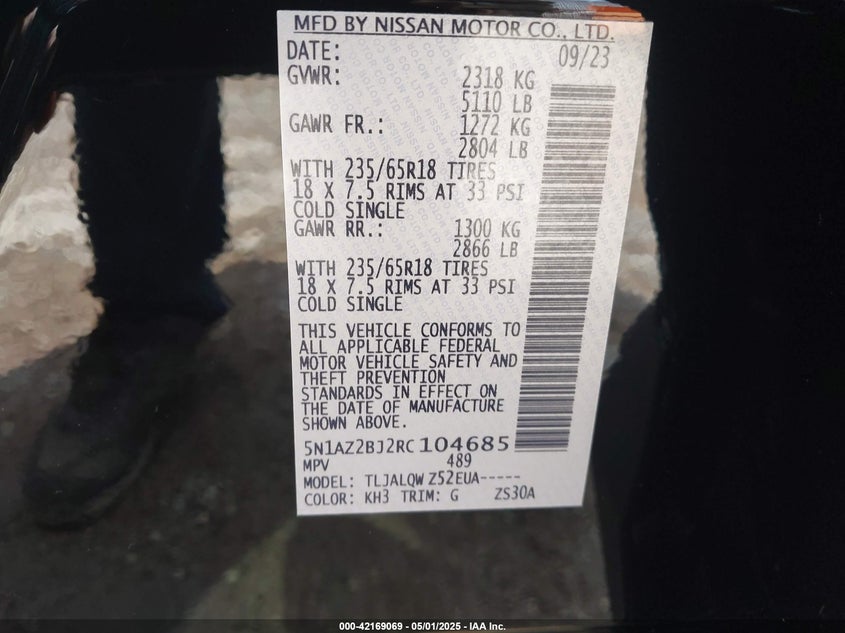 MFD BY NISSAN MOTOR CO., LTD.
DATE: 09/23
GVWR: 2318 KG
5110 LB
GAWR FR.: 1272 KG
2804 LB
WITH 235/65R18 TIRES
18 X 7.5 RIMS AT 33 PSI
COLD SINGLE
GAWR RR.: 1300 KG
2866 LB
WITH 235/65R18 TIRES
18 X 7.5 RIMS AT 33 PSI
COLD SINGLE
THIS VEHICLE CONFORMS TO
ALL APPLICABLE FEDERAL
MOTOR VEHICLE SAFETY AND
THEFT PREVENTION
STANDARDS IN EFFECT ON
THE DATE OF MANUFACTURE
SHOWN ABOVE.
5N1AZ2BJ2RC104685
MPV 489
MODEL: TLJALQW Z52EUA-----
COLOR: KH3 TRIM: G ZS30A
000-42169069 — 05/01/2025 — IAA Inc.